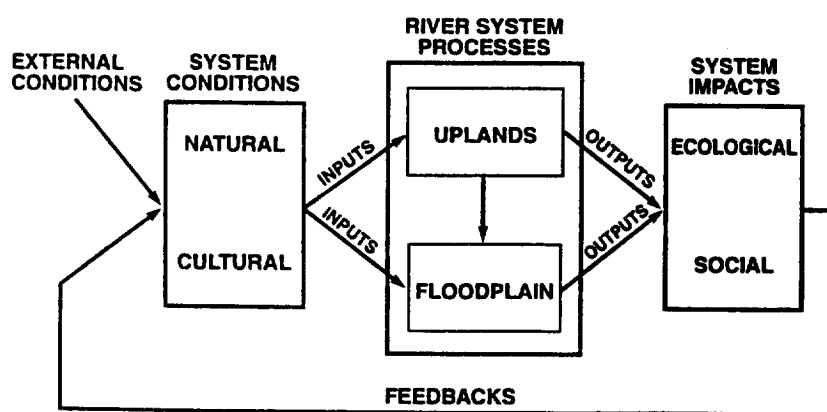 EXTERNAL
CONDITIONS
SYSTEM
CONDITIONS
NATURAL
CULTURAL
INPUTS
INPUTS
RIVER SYSTEM
PROCESSES
UPLANDS
FLOODPLAIN
OUTPUTS
OUTPUTS
SYSTEM
IMPACTS
ECOLOGICAL
SOCIAL
FEEDBACKS